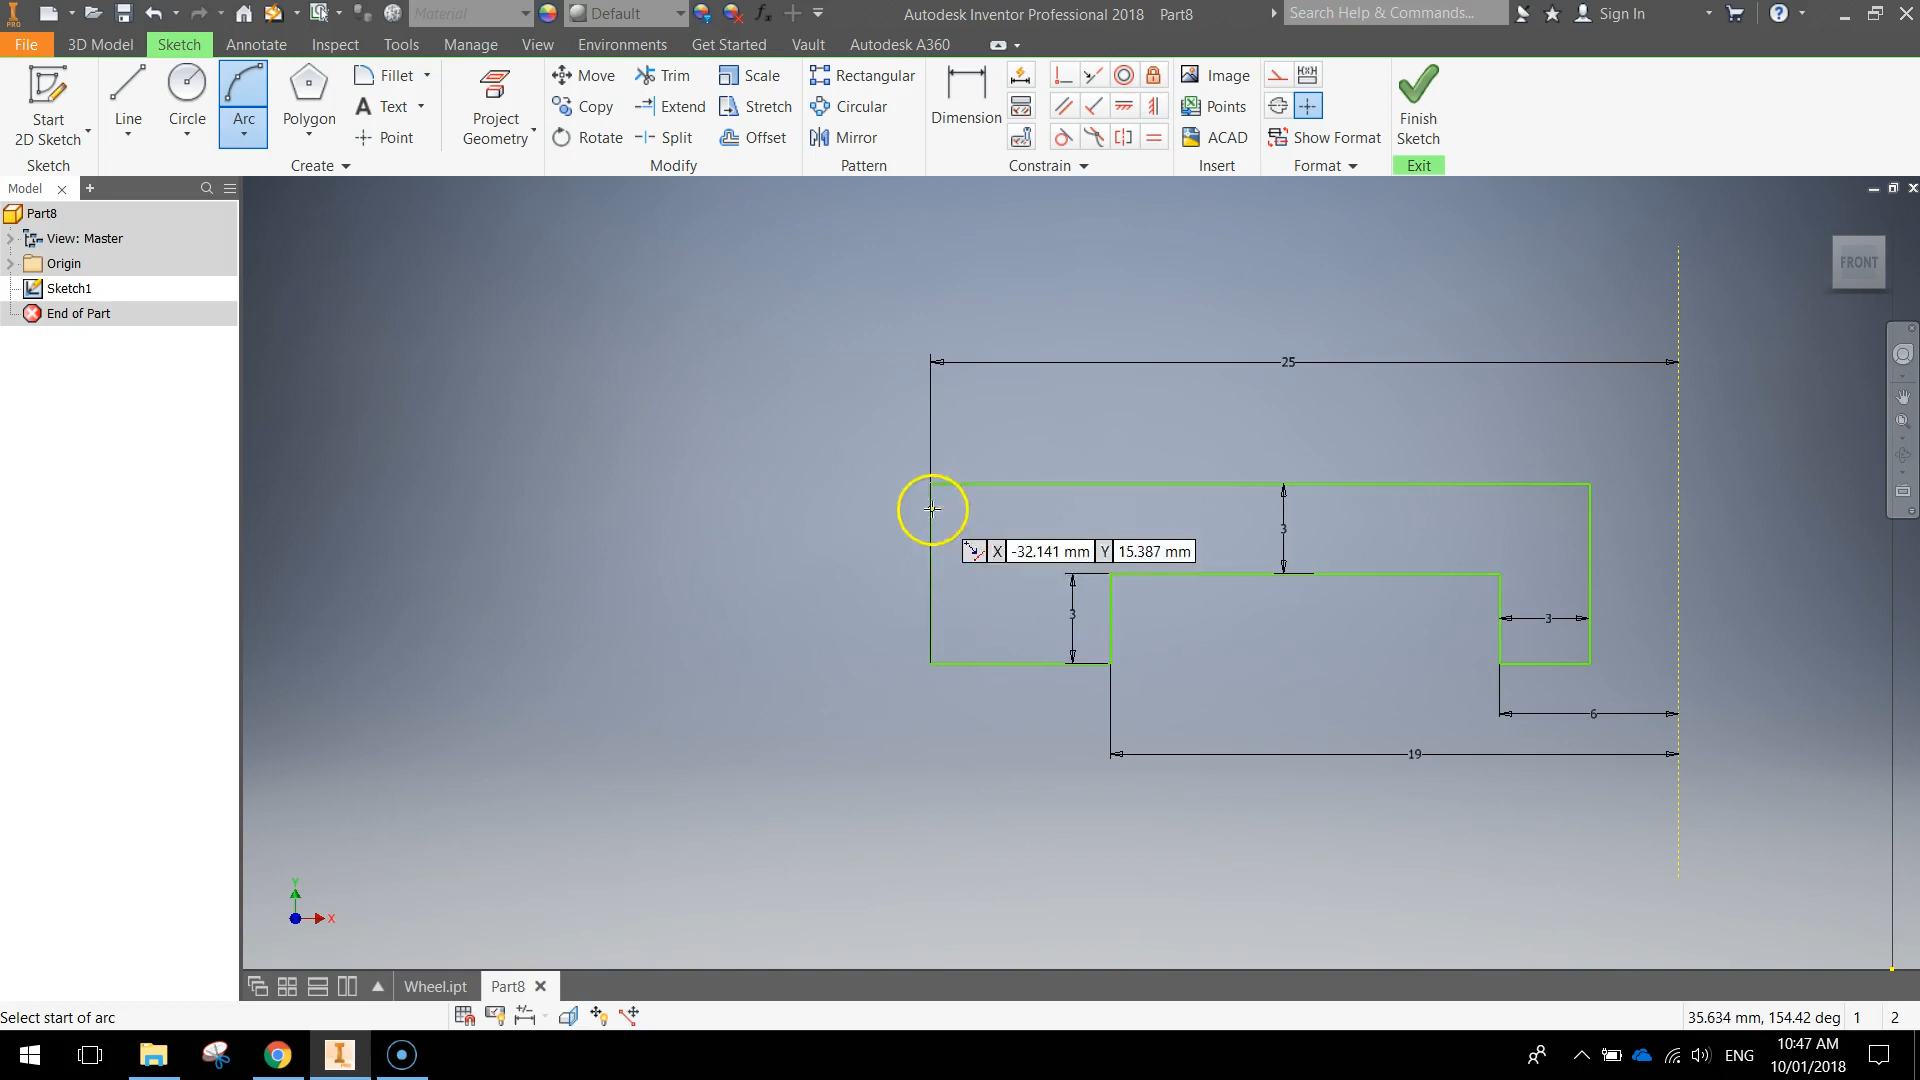 Material
Default
Autodesk Inventor Professional 2018 Part8
Search Help & Commands...
Sign In
PRO
File
3D Model
Sketch
Annotate
Inspect
Tools
Manage
View
Environments
Get Started
Vault
Autodesk A360
Start
2D Sketch
Line
Circle
Arc
Polygon
Fillet
Text
Point
Project
Geometry
Move
Copy
Rotate
Trim
Extend
Split
Scale
Stretch
Offset
Rectangular
Circular
Mirror
Dimension
Image
Points
ACAD
Show Format
Finish
Sketch
Sketch
Create
Modify
Pattern
Constrain
Insert
Format
Exit
Model
Part8
View: Master
Origin
Sketch1
End of Part
FRONT
25
3
X -32.141 mm Y 15.387 mm
3
3
6
19
Y
X
Wheel.ipt
Part8
Select start of arc
35.634 mm, 154.42 deg 1 2
ENG
10:47 AM
10/01/2018